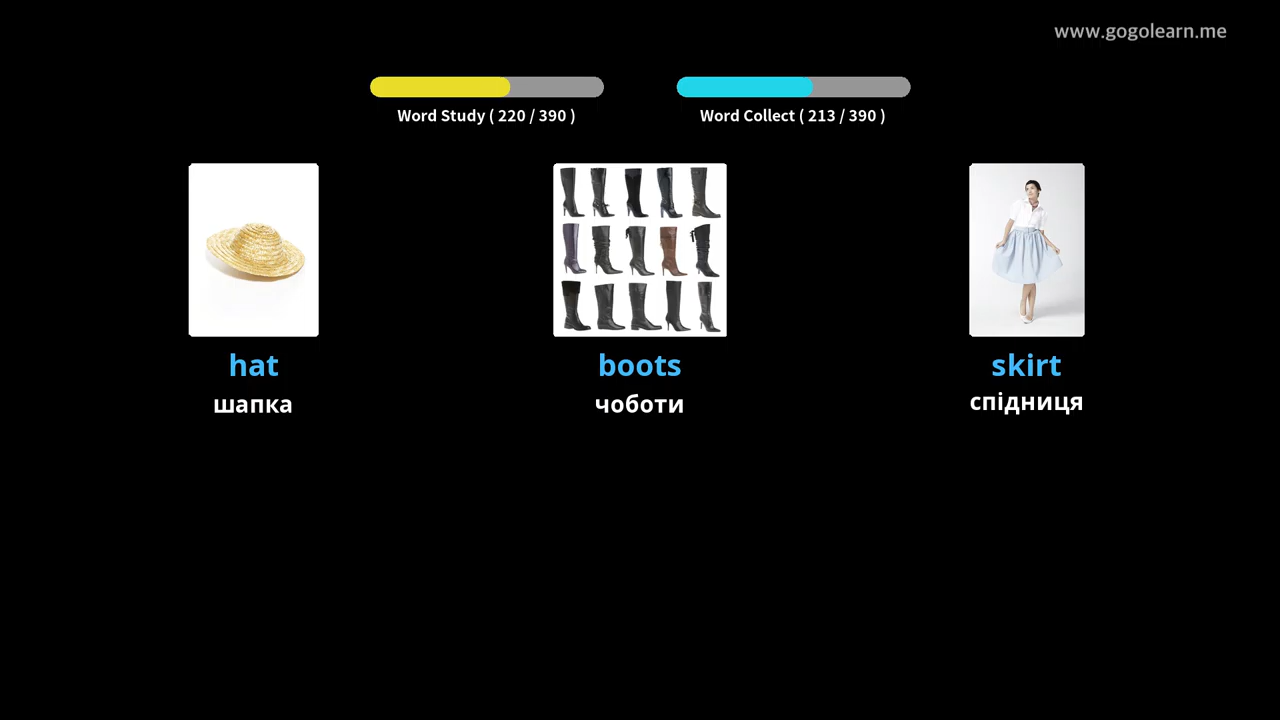 www.gogolearn.me
Word Study ( 220 / 390 )
Word Collect ( 213 / 390 )
hat
шапка
boots
чоботи
skirt
спідниця